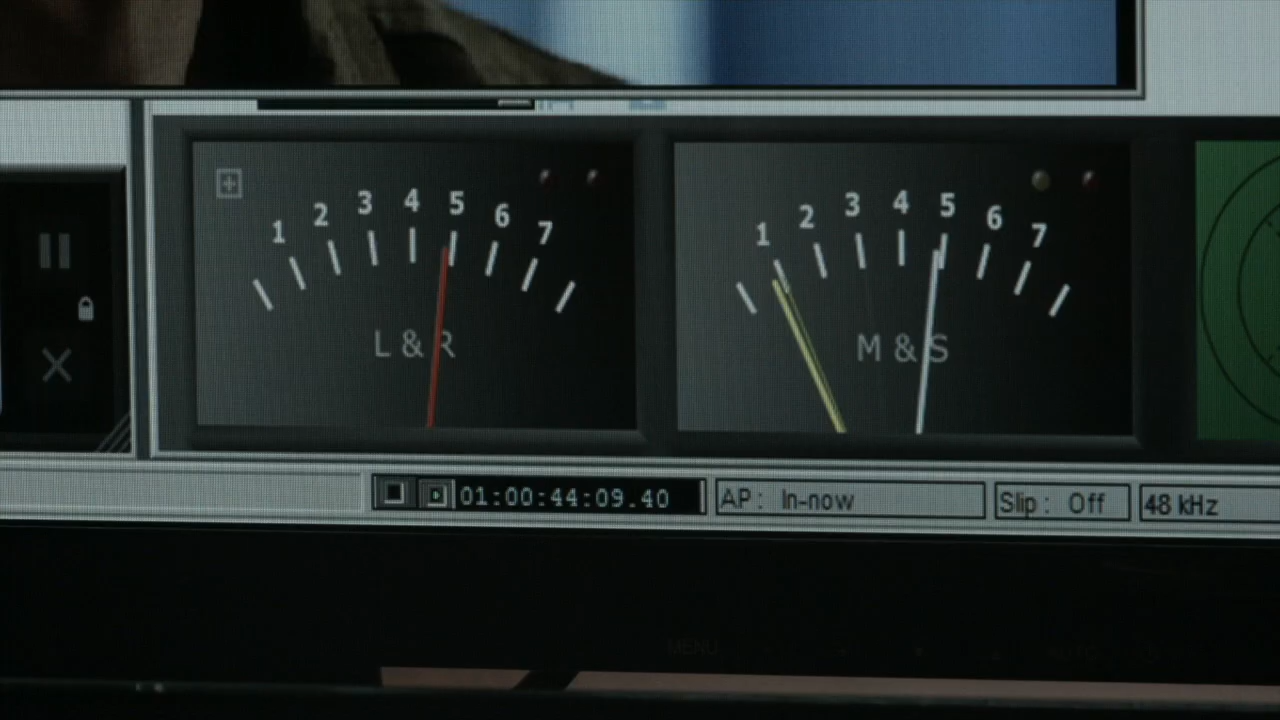 1 2 3 4 5 6 7
L & R
1 2 3 4 5 6 7
M & S
01:00:44:09.40
AP: In-now
Slip: Off
48 kHz
MENU